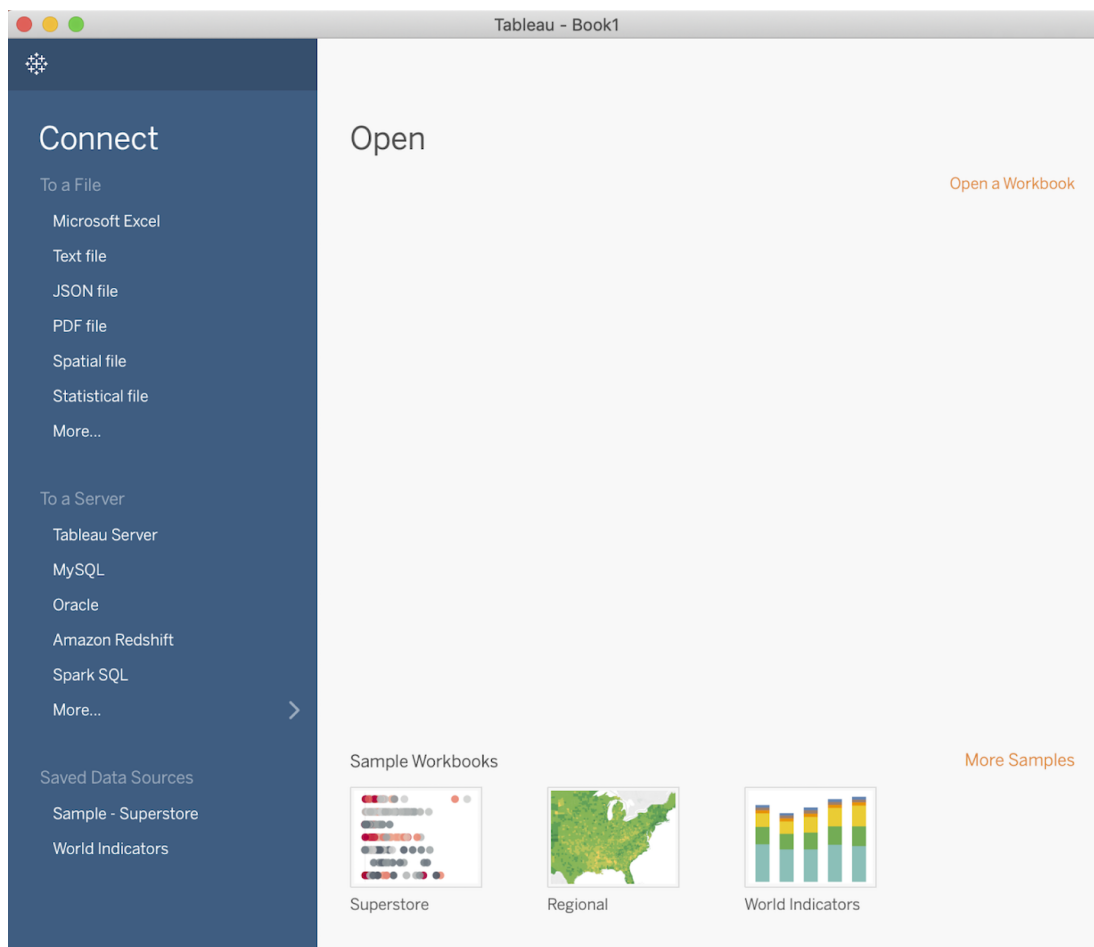 Tableau - Book1
Connect
To a File
Microsoft Excel
Text file
JSON file
PDF file
Spatial file
Statistical file
More...
To a Server
Tableau Server
MySQL
Oracle
Amazon Redshift
Spark SQL
More...
Saved Data Sources
Sample - Superstore
World Indicators
Open
Open a Workbook
Sample Workbooks
More Samples
Superstore
Regional
World Indicators